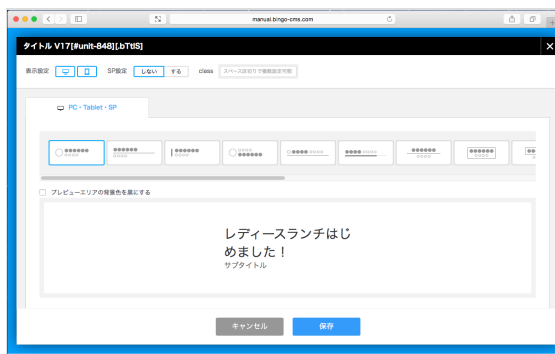 manual.bingo-cms.com
タイトル V17[#unit-848][.bTtlS]
表示設定 SP設定 しない する class スペース区切りで複数設定可能
PC・Tablet・SP
プレビューエリアの背景色を黒にする
レディースランチはじ
めました！
サブタイトル
キャンセル 保存